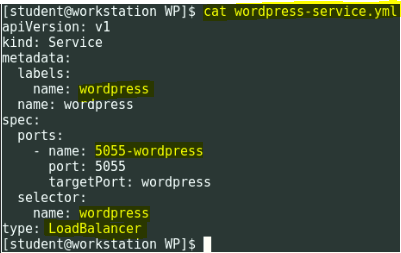 [student@workstation WP]$ cat wordpress-service.yml
apiVersion: v1
kind: Service
metadata:
  labels:
    name: wordpress
  name: wordpress
spec:
  ports:
    - name: 5055-wordpress
      port: 5055
      targetPort: wordpress
  selector:
    name: wordpress
type: LoadBalancer
[student@workstation WP]$